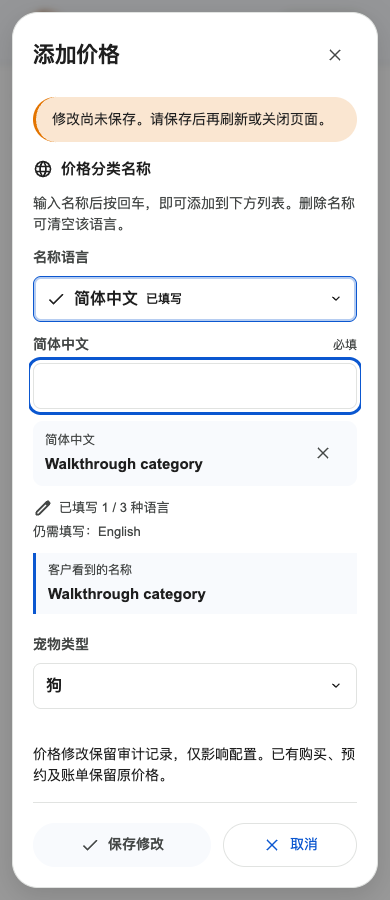 添加价格
修改尚未保存。请保存后再刷新或关闭页面。
价格分类名称
输入名称后按回车，即可添加到下方列表。删除名称
可清空该语言。
名称语言
简体中文 已填写
简体中文 必填
简体中文
Walkthrough category
已填写 1 / 3 种语言
仍需填写：English
客户看到的名称
Walkthrough category
宠物类型
狗
价格修改保留审计记录，仅影响配置。已有购买、预
约及账单保留原价格。
保存修改 取消